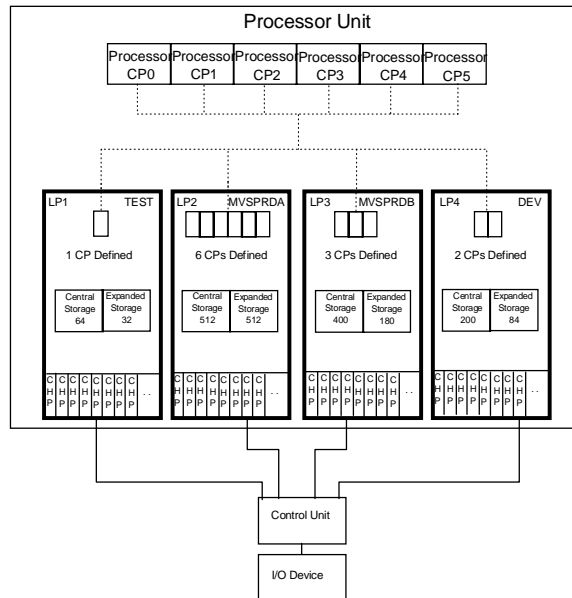 Processor Unit
Processor Processor Processor Processor Processor Processor
CP0 CP1 CP2 CP3 CP4 CP5
LP1 TEST
1 CP Defined
Central Storage 64
Expanded Storage 32
CHP CHP CHP CHP CHP CHP CHP CHP ..
LP2 MVSPRDA
6 CPs Defined
Central Storage 512
Expanded Storage 512
CHP CHP CHP CHP CHP CHP CHP CHP ..
LP3 MVSPRDB
3 CPs Defined
Central Storage 400
Expanded Storage 180
CHP CHP CHP CHP CHP CHP CHP CHP ..
LP4 DEV
2 CPs Defined
Central Storage 200
Expanded Storage 84
CHP CHP CHP CHP CHP CHP CHP CHP ..
Control Unit
I/O Device